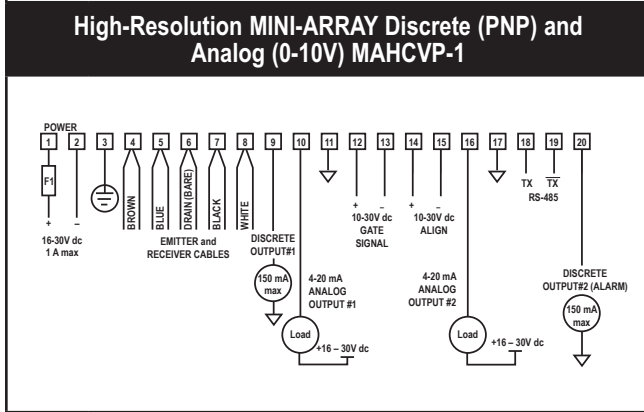 High-Resolution MINI-ARRAY Discrete (PNP) and
Analog (0-10V) MAHCVP-1
POWER
1 2 3 4 5 6 7 8 9 10 11 12 13 14 15 16 17 18 19 20
F1
+ –
16-30V dc
1 A max
BROWN
BLUE
DRAIN (BARE)
BLACK
WHITE
EMITTER and
RECEIVER CABLES
DISCRETE
OUTPUT#1
150 mA
max
4-20 mA
ANALOG
OUTPUT #1
Load
+16 – 30V dc
+ –
10-30V dc
GATE
SIGNAL
+ –
10-30V dc
ALIGN
4-20 mA
ANALOG
OUTPUT #2
Load
+16 – 30V dc
TX TX
RS-485
DISCRETE
OUTPUT#2 (ALARM)
150 mA
max